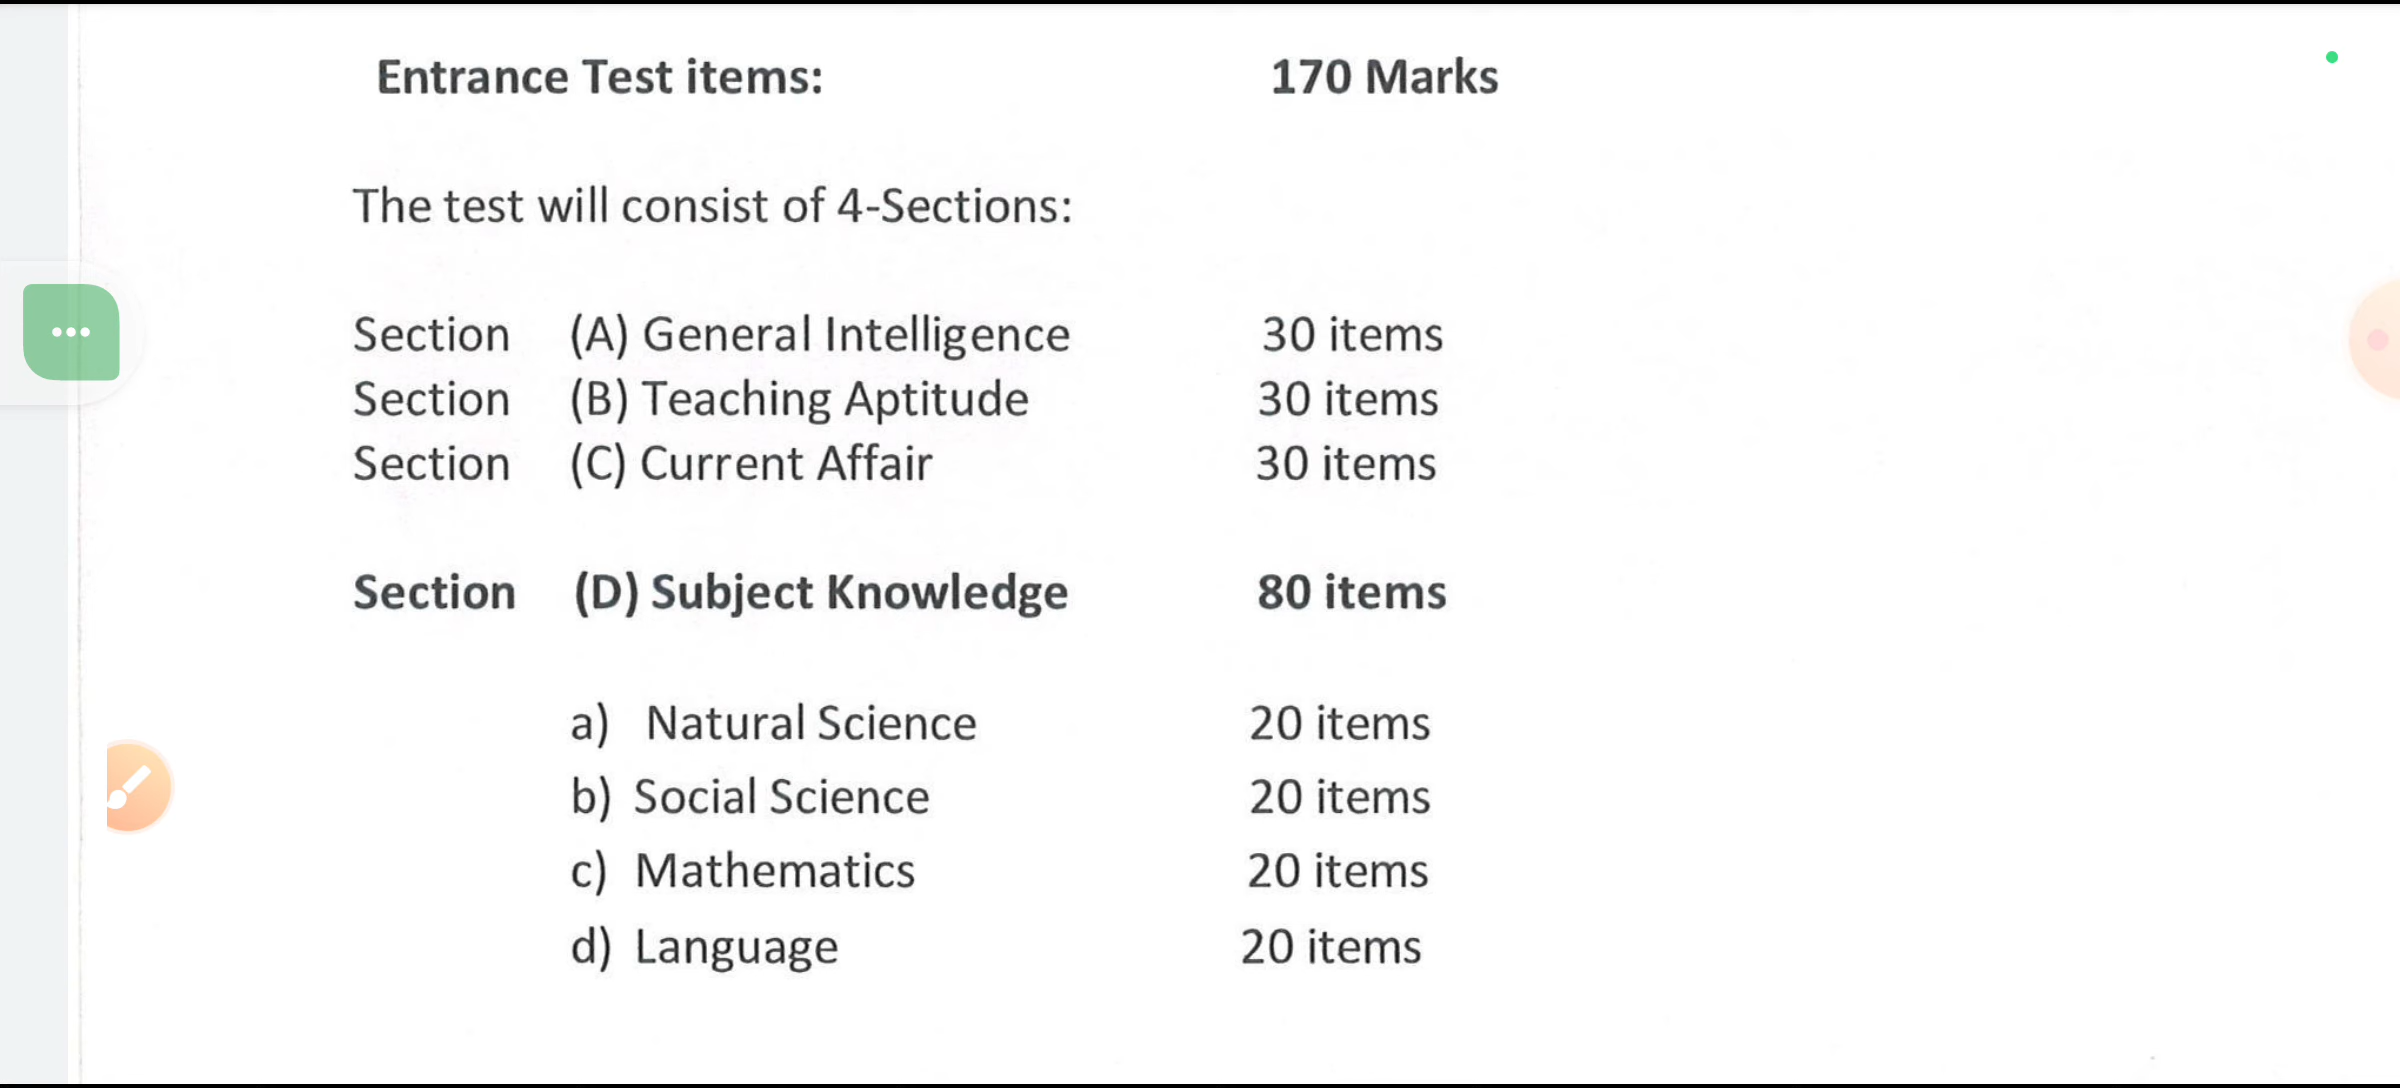 Entrance Test items: 170 Marks
The test will consist of 4-Sections:
Section (A) General Intelligence 30 items
Section (B) Teaching Aptitude 30 items
Section (C) Current Affair 30 items
Section (D) Subject Knowledge 80 items
a) Natural Science 20 items
b) Social Science 20 items
c) Mathematics 20 items
d) Language 20 items